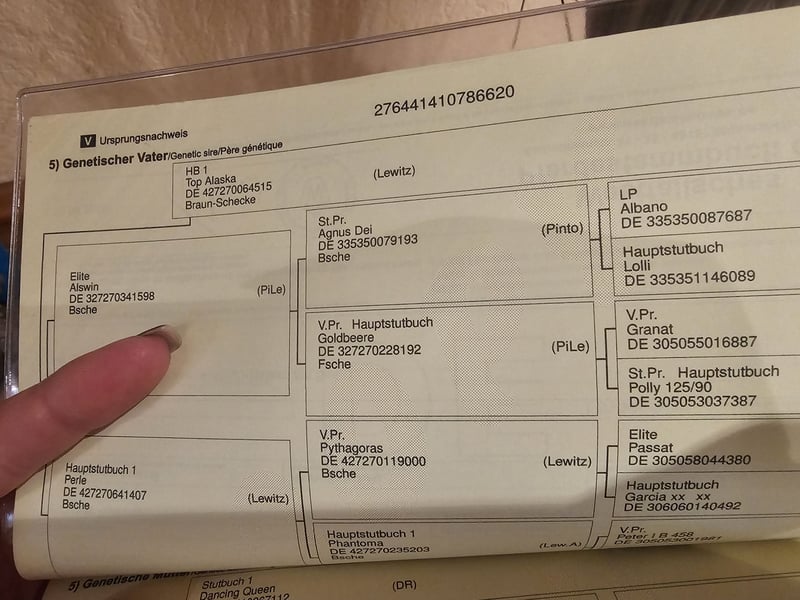 276441410786620
V Ursprungsnachweis
5) Genetischer Vater/Genetic sire/Père génétique
HB 1
Top Alaska (Lewitz)
DE 427270064515
Braun-Schecke
Elite
Alswin
DE 327270341598 (PiLe)
Bsche
St.Pr.
Agnus Dei (Pinto)
DE 335350079193
Bsche
LP
Albano
DE 335350087687
Hauptstutbuch
Lolli
DE 335351146089
V.Pr. Hauptstutbuch
Goldbeere (PiLe)
DE 327270228192
Fsche
V.Pr.
Granat
DE 305055016887
St.Pr. Hauptstutbuch
Polly 125/90
DE 305053037387
Hauptstutbuch 1
Perle
DE 427270641407 (Lewitz)
Bsche
V.Pr.
Pythagoras
DE 427270119000 (Lewitz)
Bsche
Elite
Passat
DE 305058044380
Hauptstutbuch
Garcia xx xx
DE 306060140492
Hauptstutbuch 1
Phantoma
DE 427270235203 (Lew.A)
Bsche
V.Pr.
Peter I B 458
5) Genetische
Stutbuch 1
Dancing Queen (DR)